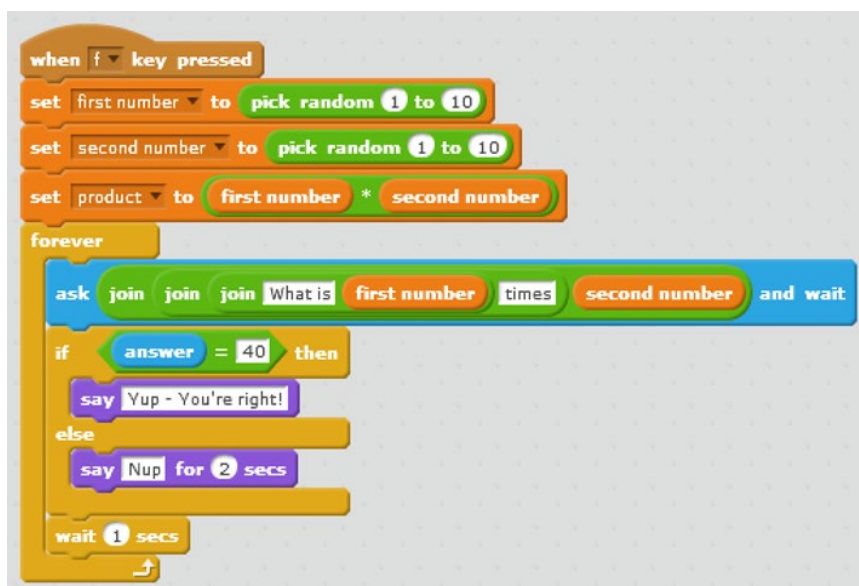 when f key pressed
set first number to pick random 1 to 10
set second number to pick random 1 to 10
set product to first number * second number
forever
ask join join join What is first number times second number and wait
if answer = 40 then
say Yup - You're right!
else
say Nup for 2 secs
wait 1 secs